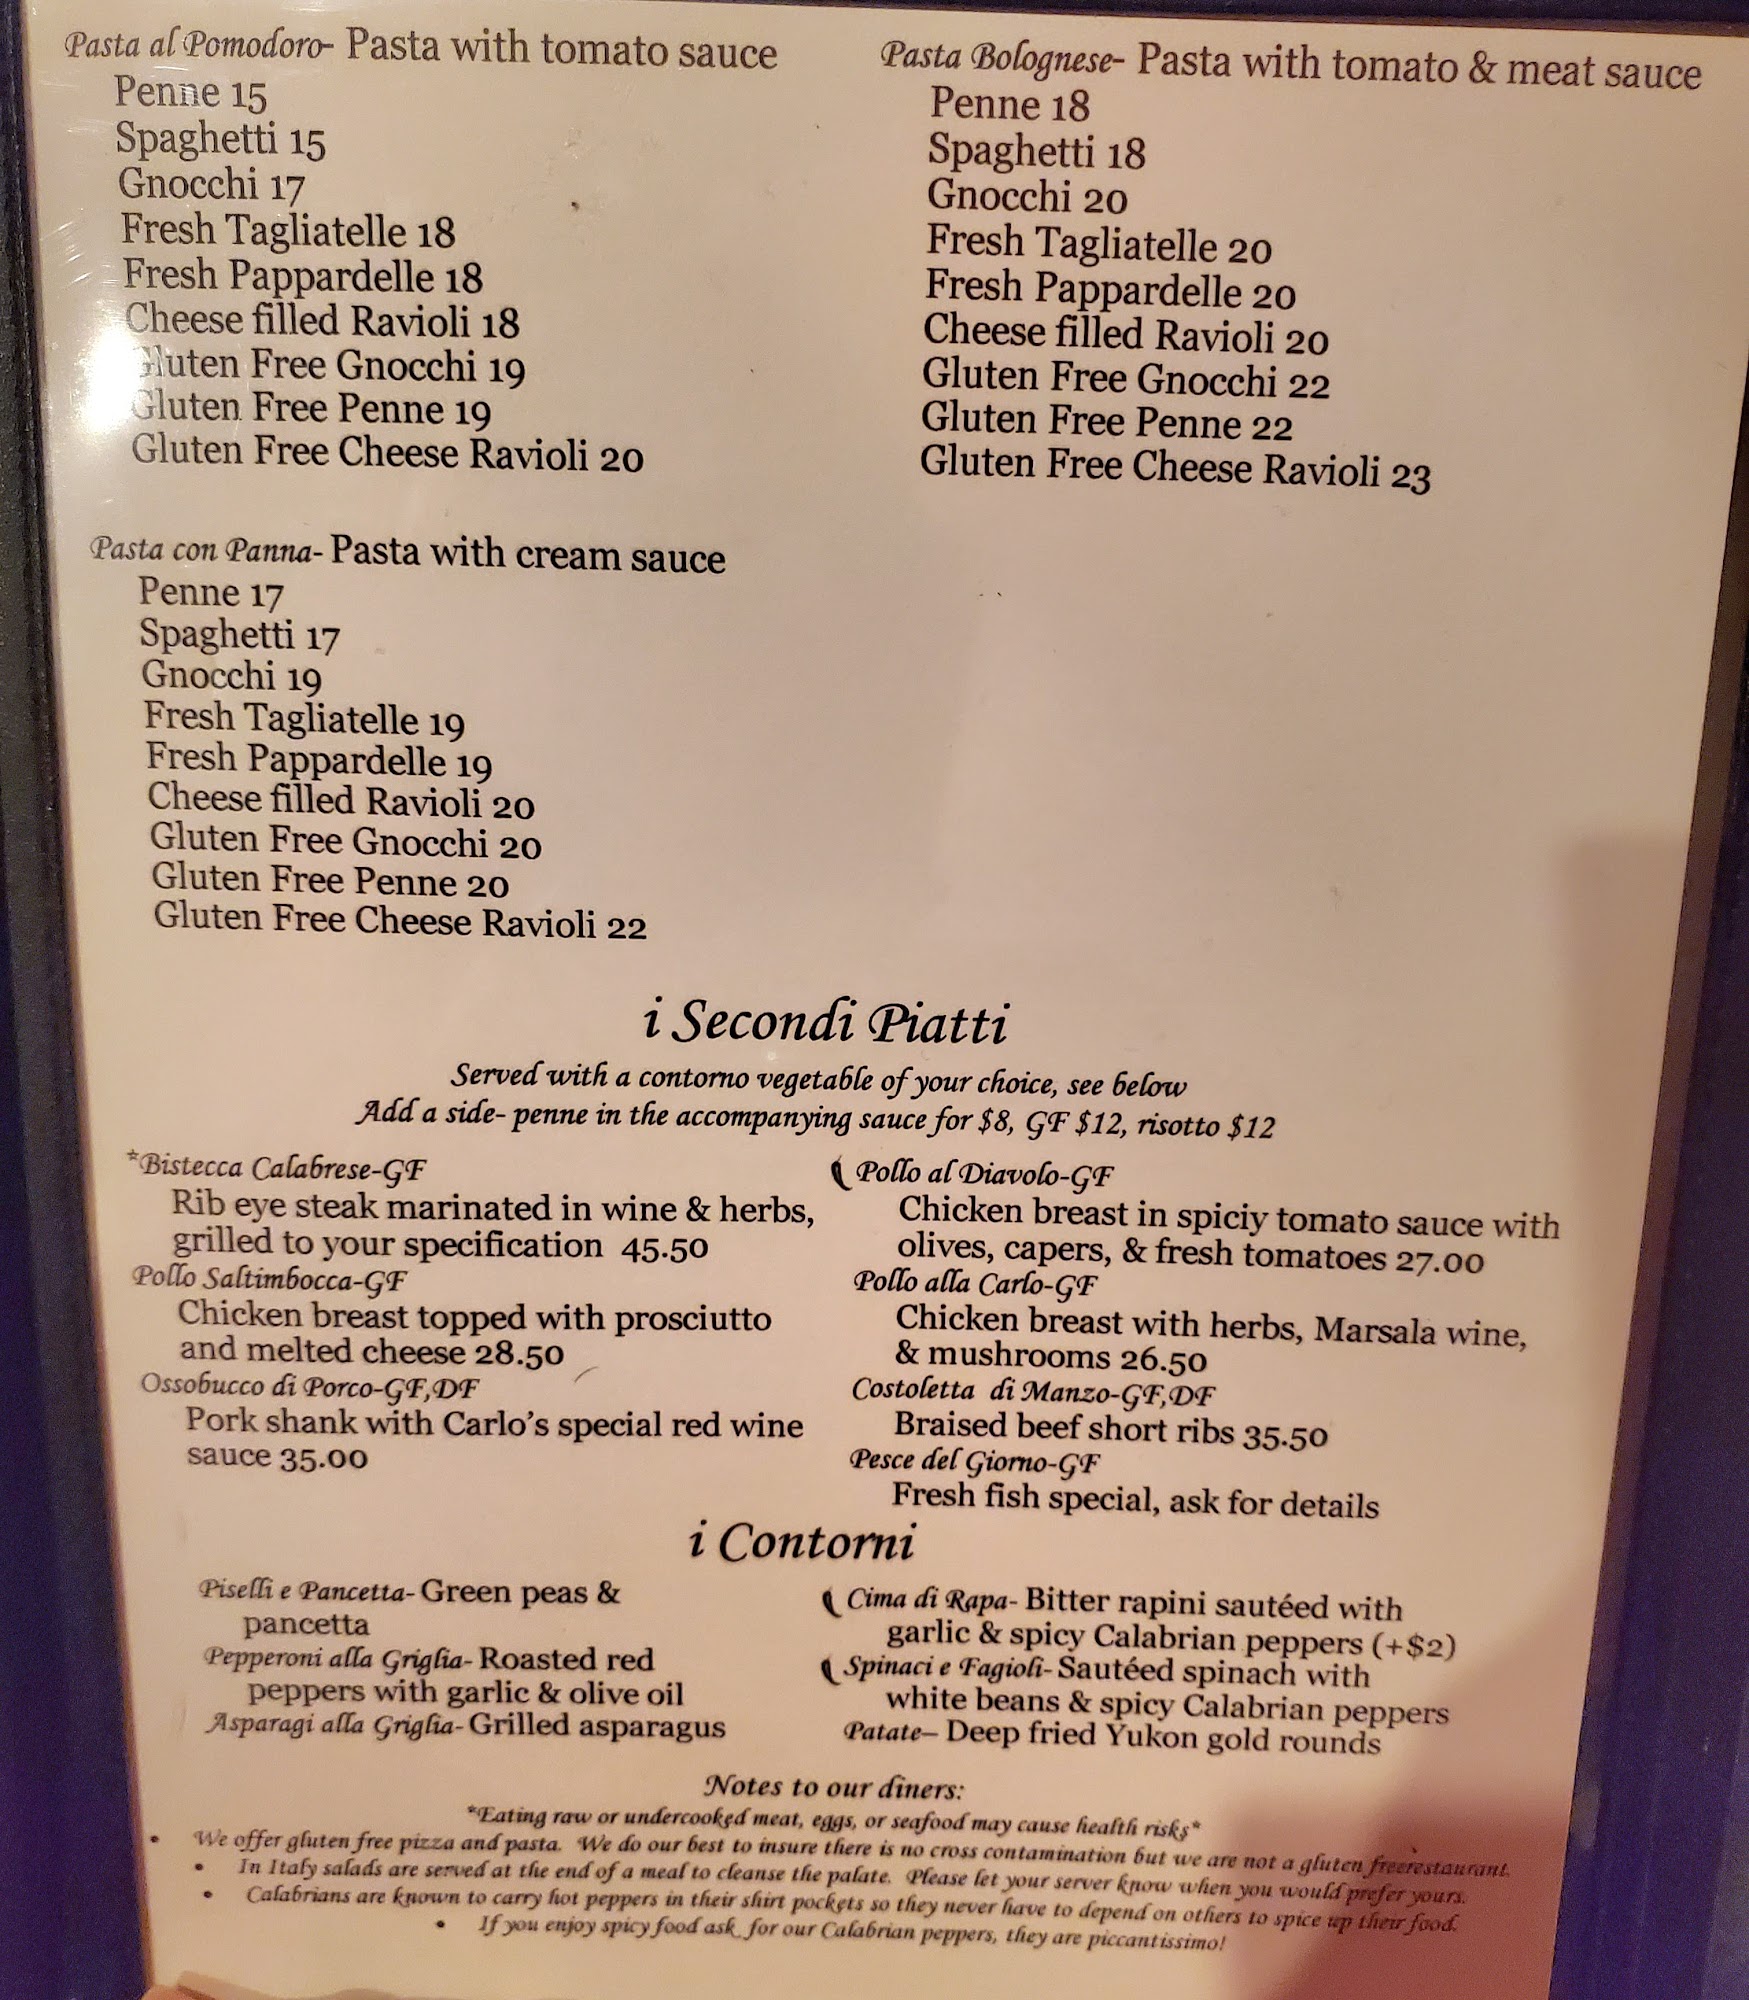 Pasta al Pomodoro- Pasta with tomato sauce
Penne 15
Spaghetti 15
Gnocchi 17
Fresh Tagliatelle 18
Fresh Pappardelle 18
Cheese filled Ravioli 18
Gluten Free Gnocchi 19
Gluten Free Penne 19
Gluten Free Cheese Ravioli 20
Pasta Bolognese- Pasta with tomato & meat sauce
Penne 18
Spaghetti 18
Gnocchi 20
Fresh Tagliatelle 20
Fresh Pappardelle 20
Cheese filled Ravioli 20
Gluten Free Gnocchi 22
Gluten Free Penne 22
Gluten Free Cheese Ravioli 23
Pasta con Panna- Pasta with cream sauce
Penne 17
Spaghetti 17
Gnocchi 19
Fresh Tagliatelle 19
Fresh Pappardelle 19
Cheese filled Ravioli 20
Gluten Free Gnocchi 20
Gluten Free Penne 20
Gluten Free Cheese Ravioli 22
i Secondi Piatti
Served with a contorno vegetable of your choice, see below
Add a side- penne in the accompanying sauce for $8, GF $12, risotto $12
*Bistecca Calabrese-GF
Rib eye steak marinated in wine & herbs,
grilled to your specification 45.50
Pollo Saltimbocca-GF
Chicken breast topped with prosciutto
and melted cheese 28.50
Ossobucco di Porco-GF,DF
Pork shank with Carlo's special red wine
sauce 35.00
Pollo al Diavolo-GF
Chicken breast in spiciy tomato sauce with
olives, capers, & fresh tomatoes 27.00
Pollo alla Carlo-GF
Chicken breast with herbs, Marsala wine,
& mushrooms 26.50
Costoletta di Manzo-GF,DF
Braised beef short ribs 35.50
Pesce del Giorno-GF
Fresh fish special, ask for details
i Contorni
Piselli e Pancetta- Green peas &
pancetta
Pepperoni alla Griglia- Roasted red
peppers with garlic & olive oil
Asparagi alla Griglia- Grilled asparagus
Cima di Rapa- Bitter rapini sautéed with
garlic & spicy Calabrian peppers (+$2)
Spinaci e Fagioli- Sautéed spinach with
white beans & spicy Calabrian peppers
Patate– Deep fried Yukon gold rounds
Notes to our diners:
*Eating raw or undercooked meat, eggs, or seafood may cause health risks*
• We offer gluten free pizza and pasta. We do our best to insure there is no cross contamination but we are not a gluten freerestaurant.
• In Italy salads are served at the end of a meal to cleanse the palate. Please let your server know when you would prefer yours.
• Calabrians are known to carry hot peppers in their shirt pockets so they never have to depend on others to spice up their food.
• If you enjoy spicy food ask for our Calabrian peppers, they are piccantissimo!